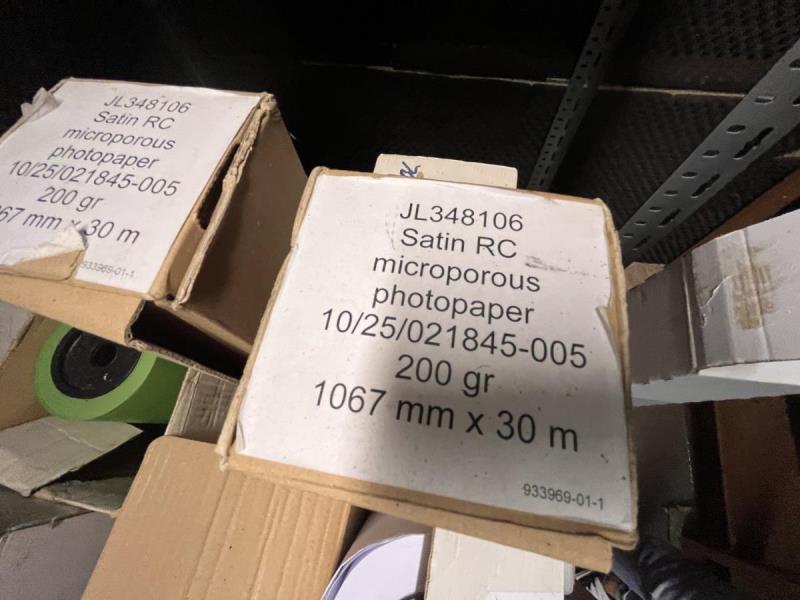 JL348106
Satin RC
microporous
photopaper
10/25/021845-005
200 gr
067 mm x 30 m
933969-01-1
JL348106
Satin RC
microporous
photopaper
10/25/021845-005
200 gr
1067 mm x 30 m
933969-01-1